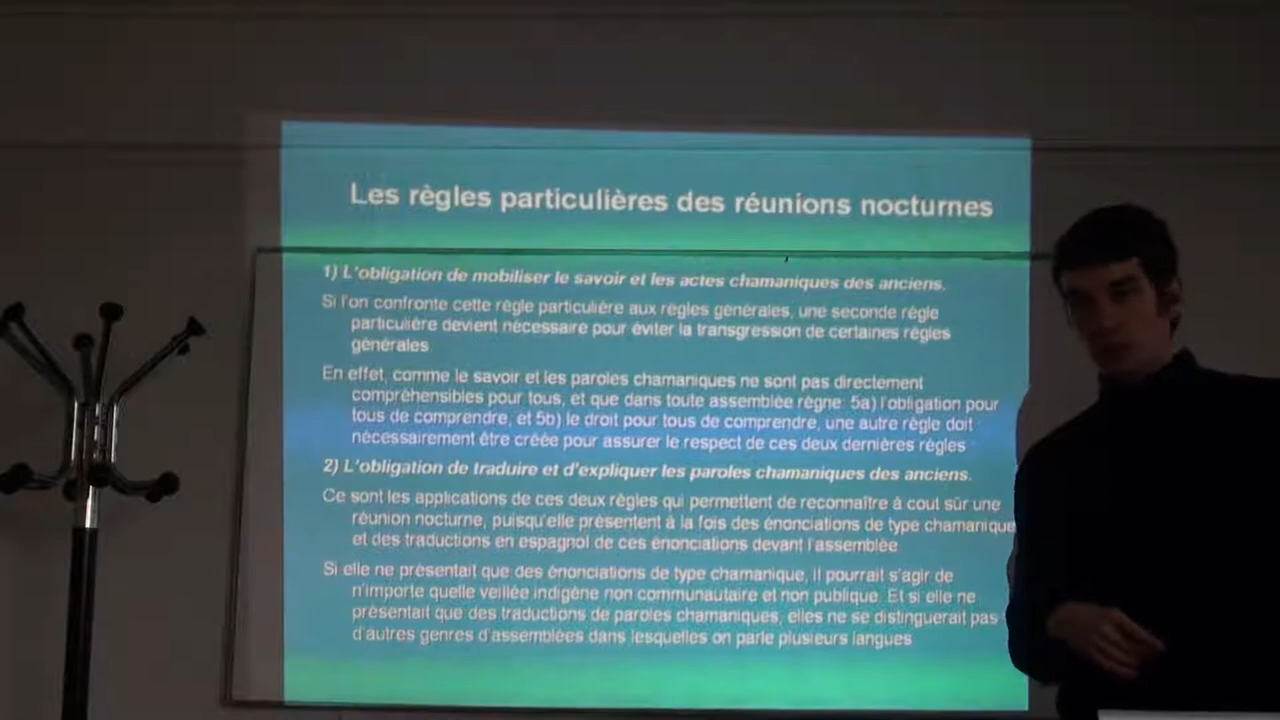 Les règles particulières des réunions nocturnes
1) L'obligation de mobiliser le savoir et les actes chamaniques des anciens.
Si l'on confronte cette règle particulière aux règles générales, une seconde règle
particulière devient nécessaire pour éviter la transgression de certaines règles
générales
En effet, comme le savoir et les paroles chamaniques ne sont pas directement
compréhensibles pour tous, et que dans toute assemblée règne: 5a) l'obligation pour
tous de comprendre, et 5b) le droit pour tous de comprendre, une autre règle doit
nécessairement être créée pour assurer le respect de ces deux dernières règles
2) L'obligation de traduire et d'expliquer les paroles chamaniques des anciens.
Ce sont les applications de ces deux règles qui permettent de reconnaître à cout sûr une
réunion nocturne, puisqu'elle présentent à la fois des énonciations de type chamanique
et des traductions en espagnol de ces énonciations devant l'assemblée
Si elle ne présentait que des énonciations de type chamanique, il pourrait s'agir de
n'importe quelle veillée indigène non communautaire et non publique. Et si elle ne
présentait que des traductions de paroles chamaniques, elles ne se distinguerait pas
d'autres genres d'assemblées dans lesquelles on parle plusieurs langues